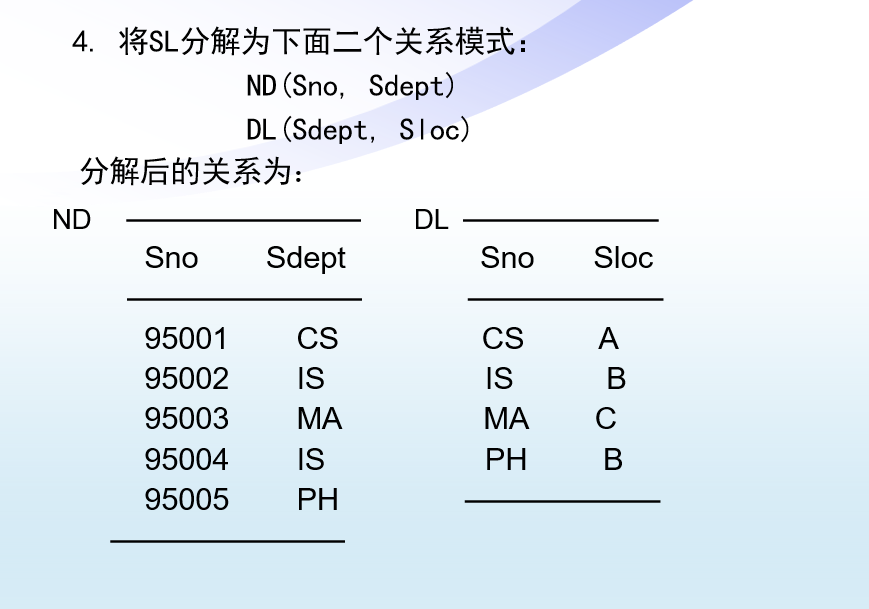 4. 将SL分解为下面二个关系模式：
ND(Sno, Sdept)
DL(Sdept, Sloc)
分解后的关系为：
ND DL
Sno Sdept Sno Sloc
95001 CS CS A
95002 IS IS B
95003 MA MA C
95004 IS PH B
95005 PH